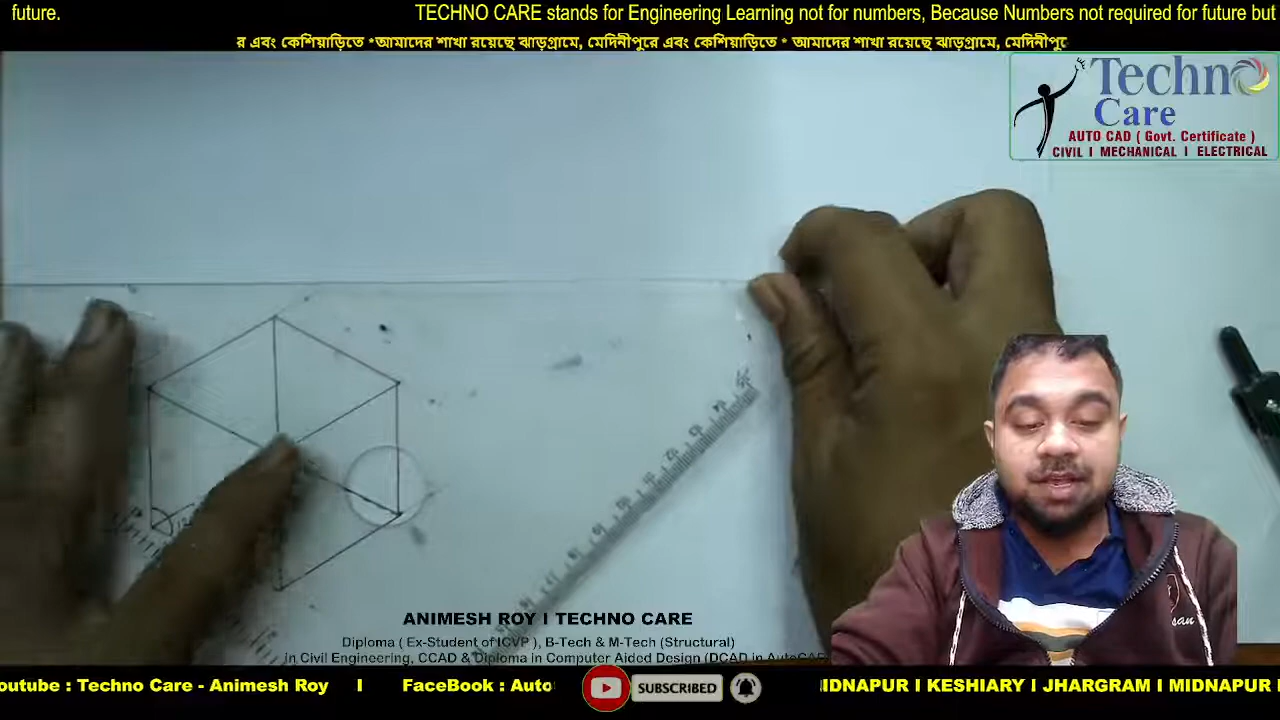 future. TECHNO CARE stands for Engineering Learning not for numbers, Because Numbers not required for future but
র এবং কেশিয়াড়িতে *আমাদের শাখা রয়েছে ঝাড়গ্রামে, মেদিনীপুরে এবং কেশিয়াড়িতে * আমাদের শাখা রয়েছে ঝাড়গ্রামে, মেদিনীপু
Techno
Care
AUTO CAD ( Govt. Certificate )
CIVIL I MECHANICAL I ELECTRICAL
ANIMESH ROY I TECHNO CARE
Diploma ( Ex-Student of ICVP ), B-Tech & M-Tech (Structural)
in Civil Engineering, CCAD & Diploma in Computer Aided Design (DCAD in AutoCAD
outube : Techno Care - Animesh Roy I FaceBook : Auto
SUBSCRIBED
IDNAPUR I KESHIARY I JHARGRAM I MIDNAPUR I